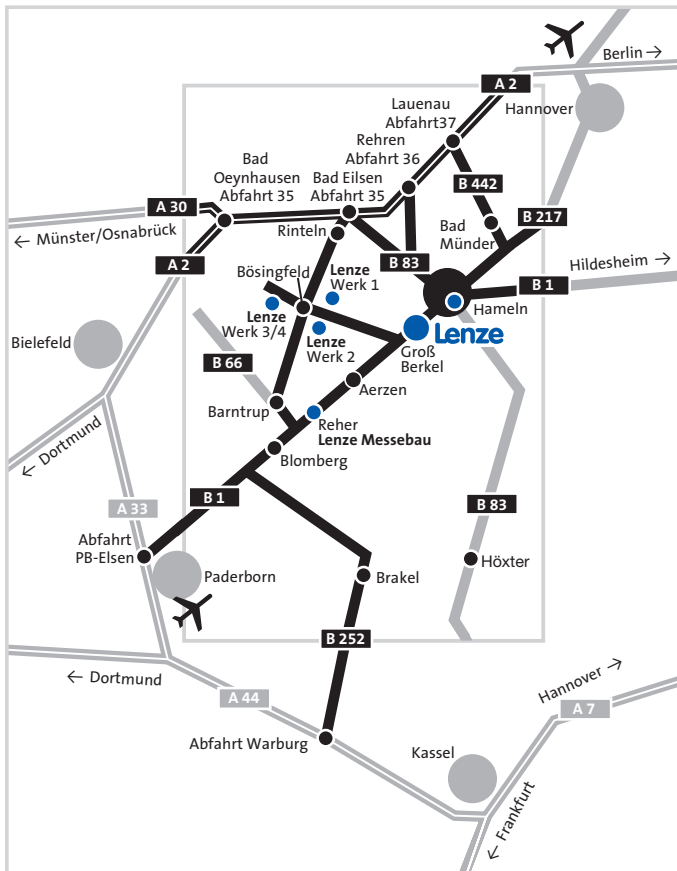 Berlin →
A 2
Lauenau
Abfahrt37
Hannover
Rehren
Abfahrt 36
Bad
Oeynhausen
Abfahrt 35
Bad Eilsen
Abfahrt 35
B 442
A 30
B 217
← Münster/Osnabrück
Rinteln
Bad
Münder
A 2
B 83
Hildesheim →
Bösingfeld
Lenze
Werk 1
B 1
Hameln
Lenze
Werk 3/4
Lenze
Werk 2
Lenze
Bielefeld
Groß
Berkel
B 66
Aerzen
Barntrup
Reher
Lenze Messebau
← Dortmund
Blomberg
B 1
A 33
B 83
Abfahrt
PB-Elsen
Paderborn
Brakel
Höxter
B 252
← Dortmund
Hannover →
A 44
A 7
Abfahrt Warburg
Kassel
← Frankfurt